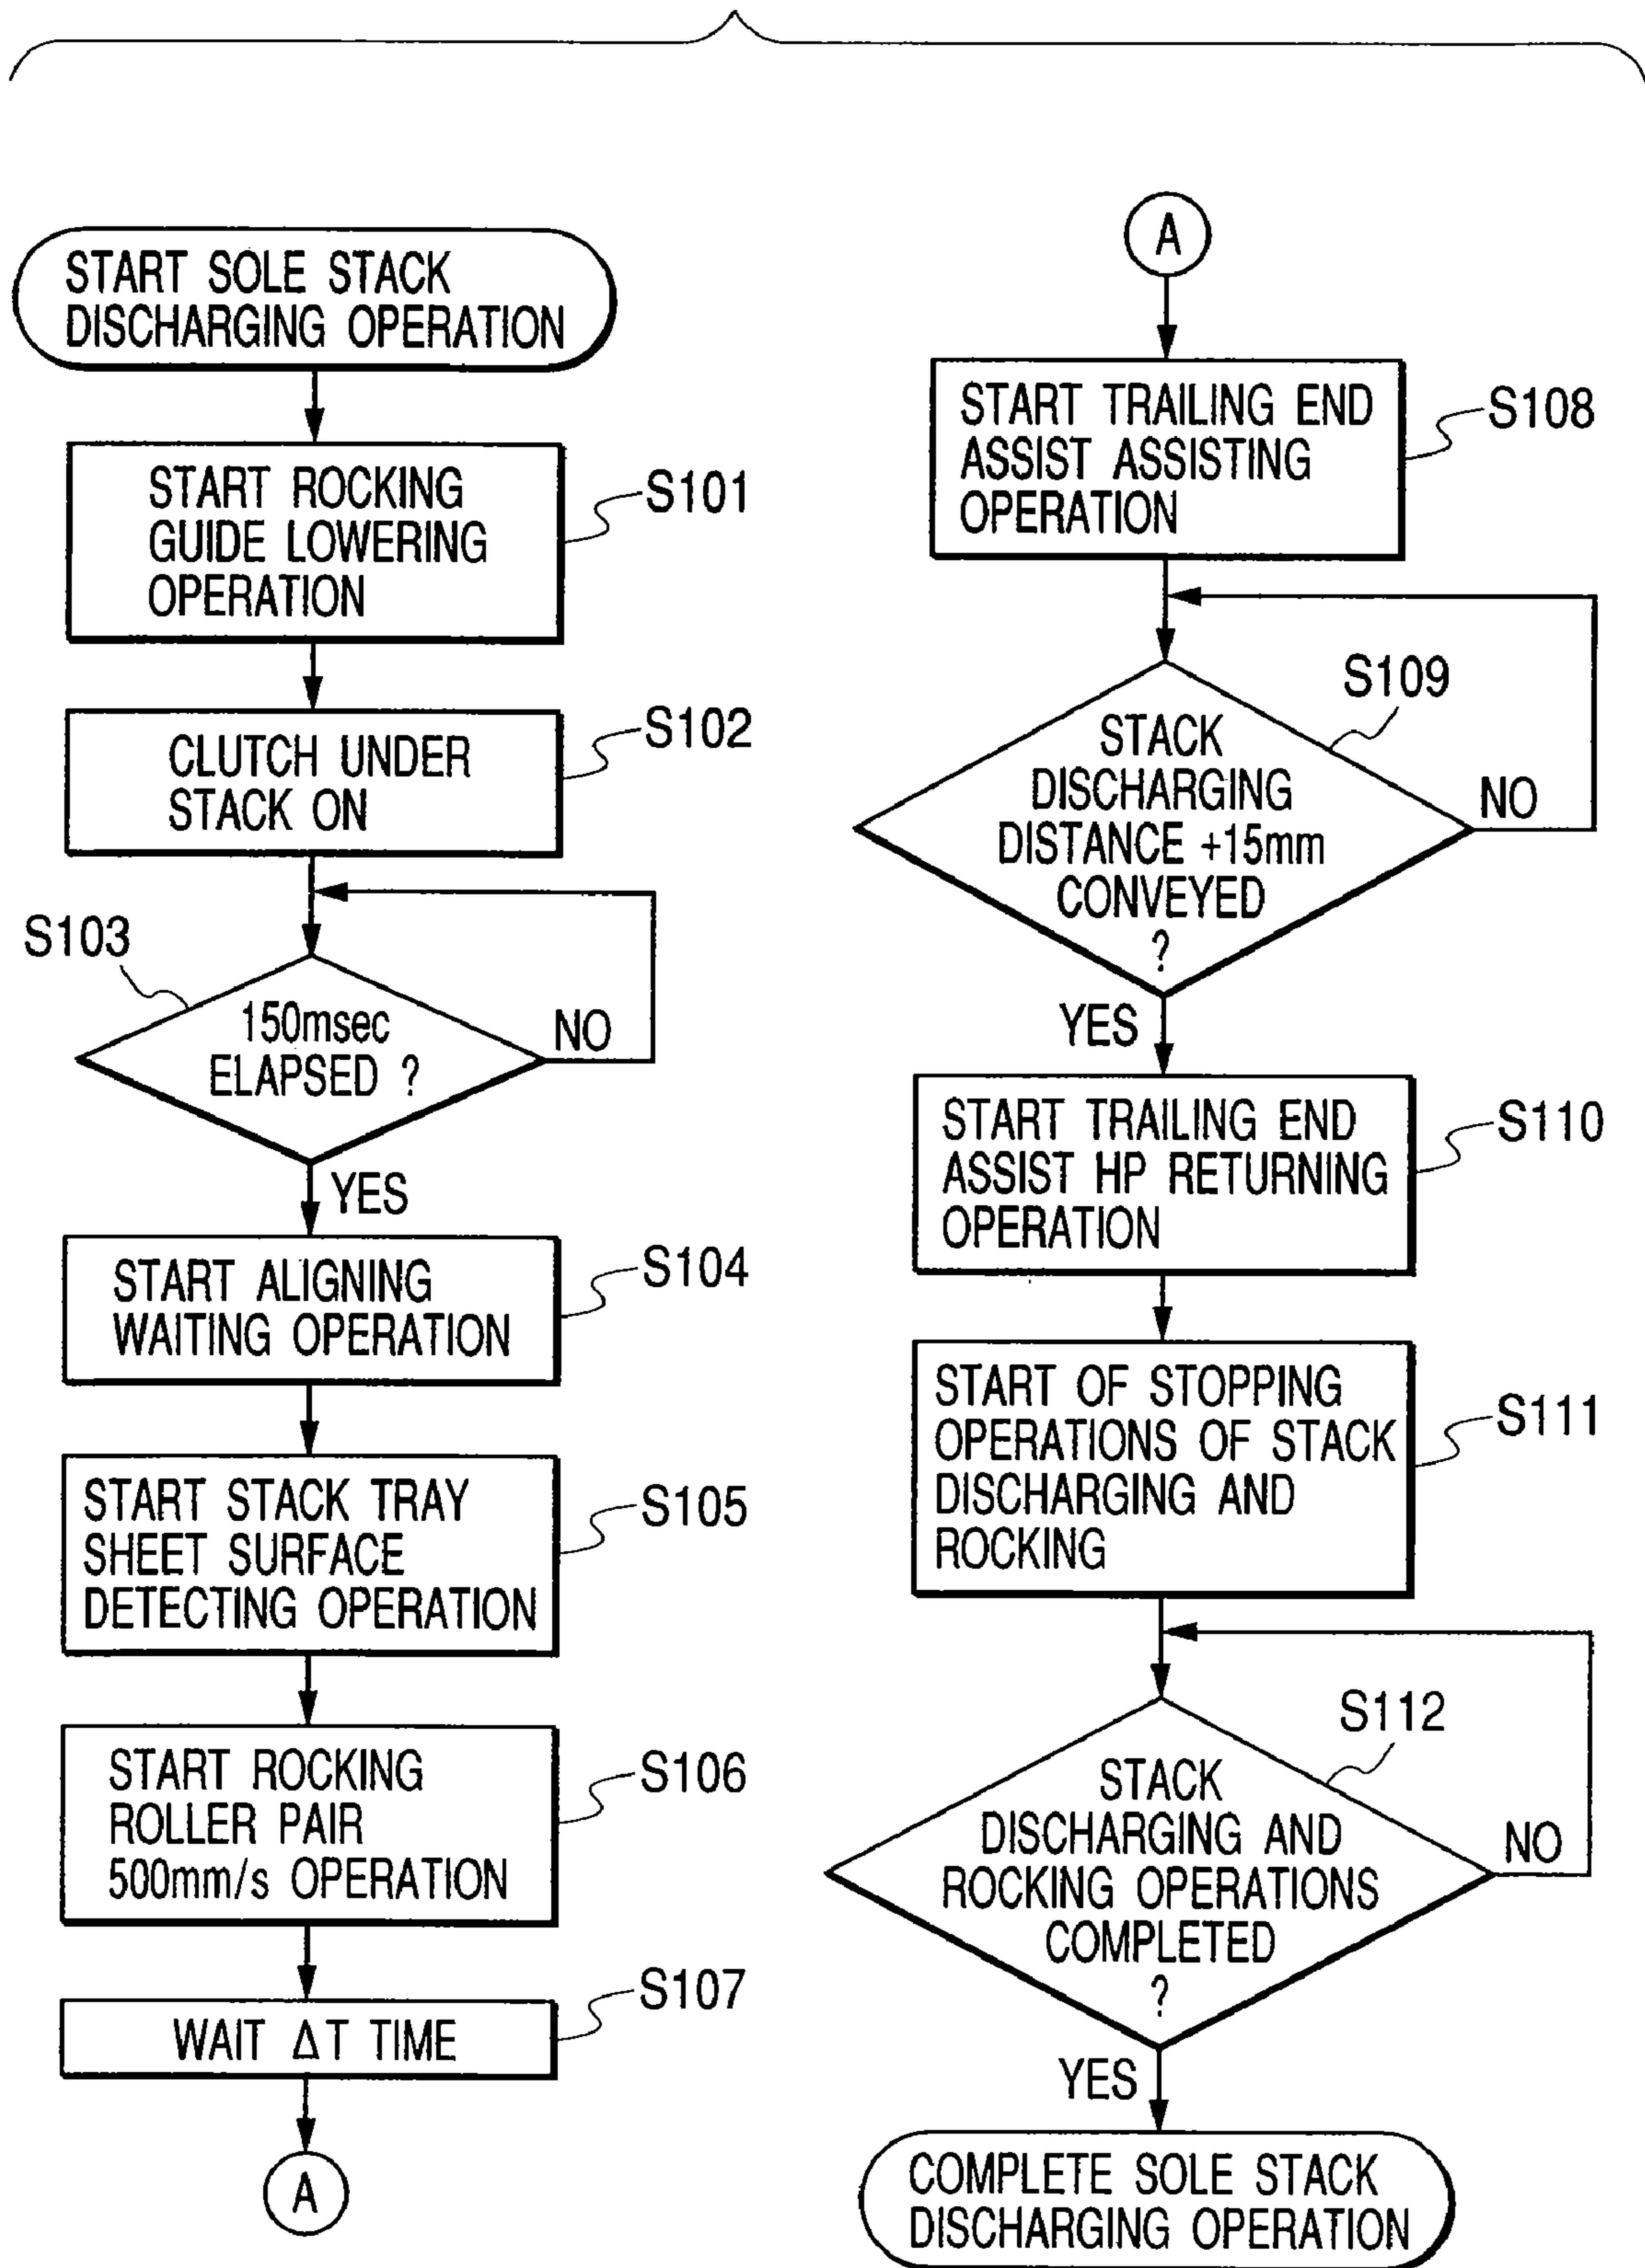 START SOLE STACK
DISCHARGING OPERATION
START ROCKING
GUIDE LOWERING
OPERATION
S101
CLUTCH UNDER
STACK ON
S102
S103
150msec
ELAPSED ?
NO
YES
START ALIGNING
WAITING OPERATION
S104
START STACK TRAY
SHEET SURFACE
DETECTING OPERATION
S105
START ROCKING
ROLLER PAIR
500mm/s OPERATION
S106
WAIT ΔT TIME
S107
A
A
START TRAILING END
ASSIST ASSISTING
OPERATION
S108
S109
STACK
DISCHARGING
DISTANCE +15mm
CONVEYED
?
NO
YES
START TRAILING END
ASSIST HP RETURNING
OPERATION
S110
START OF STOPPING
OPERATIONS OF STACK
DISCHARGING AND
ROCKING
S111
S112
STACK
DISCHARGING AND
ROCKING OPERATIONS
COMPLETED
?
NO
YES
COMPLETE SOLE STACK
DISCHARGING OPERATION